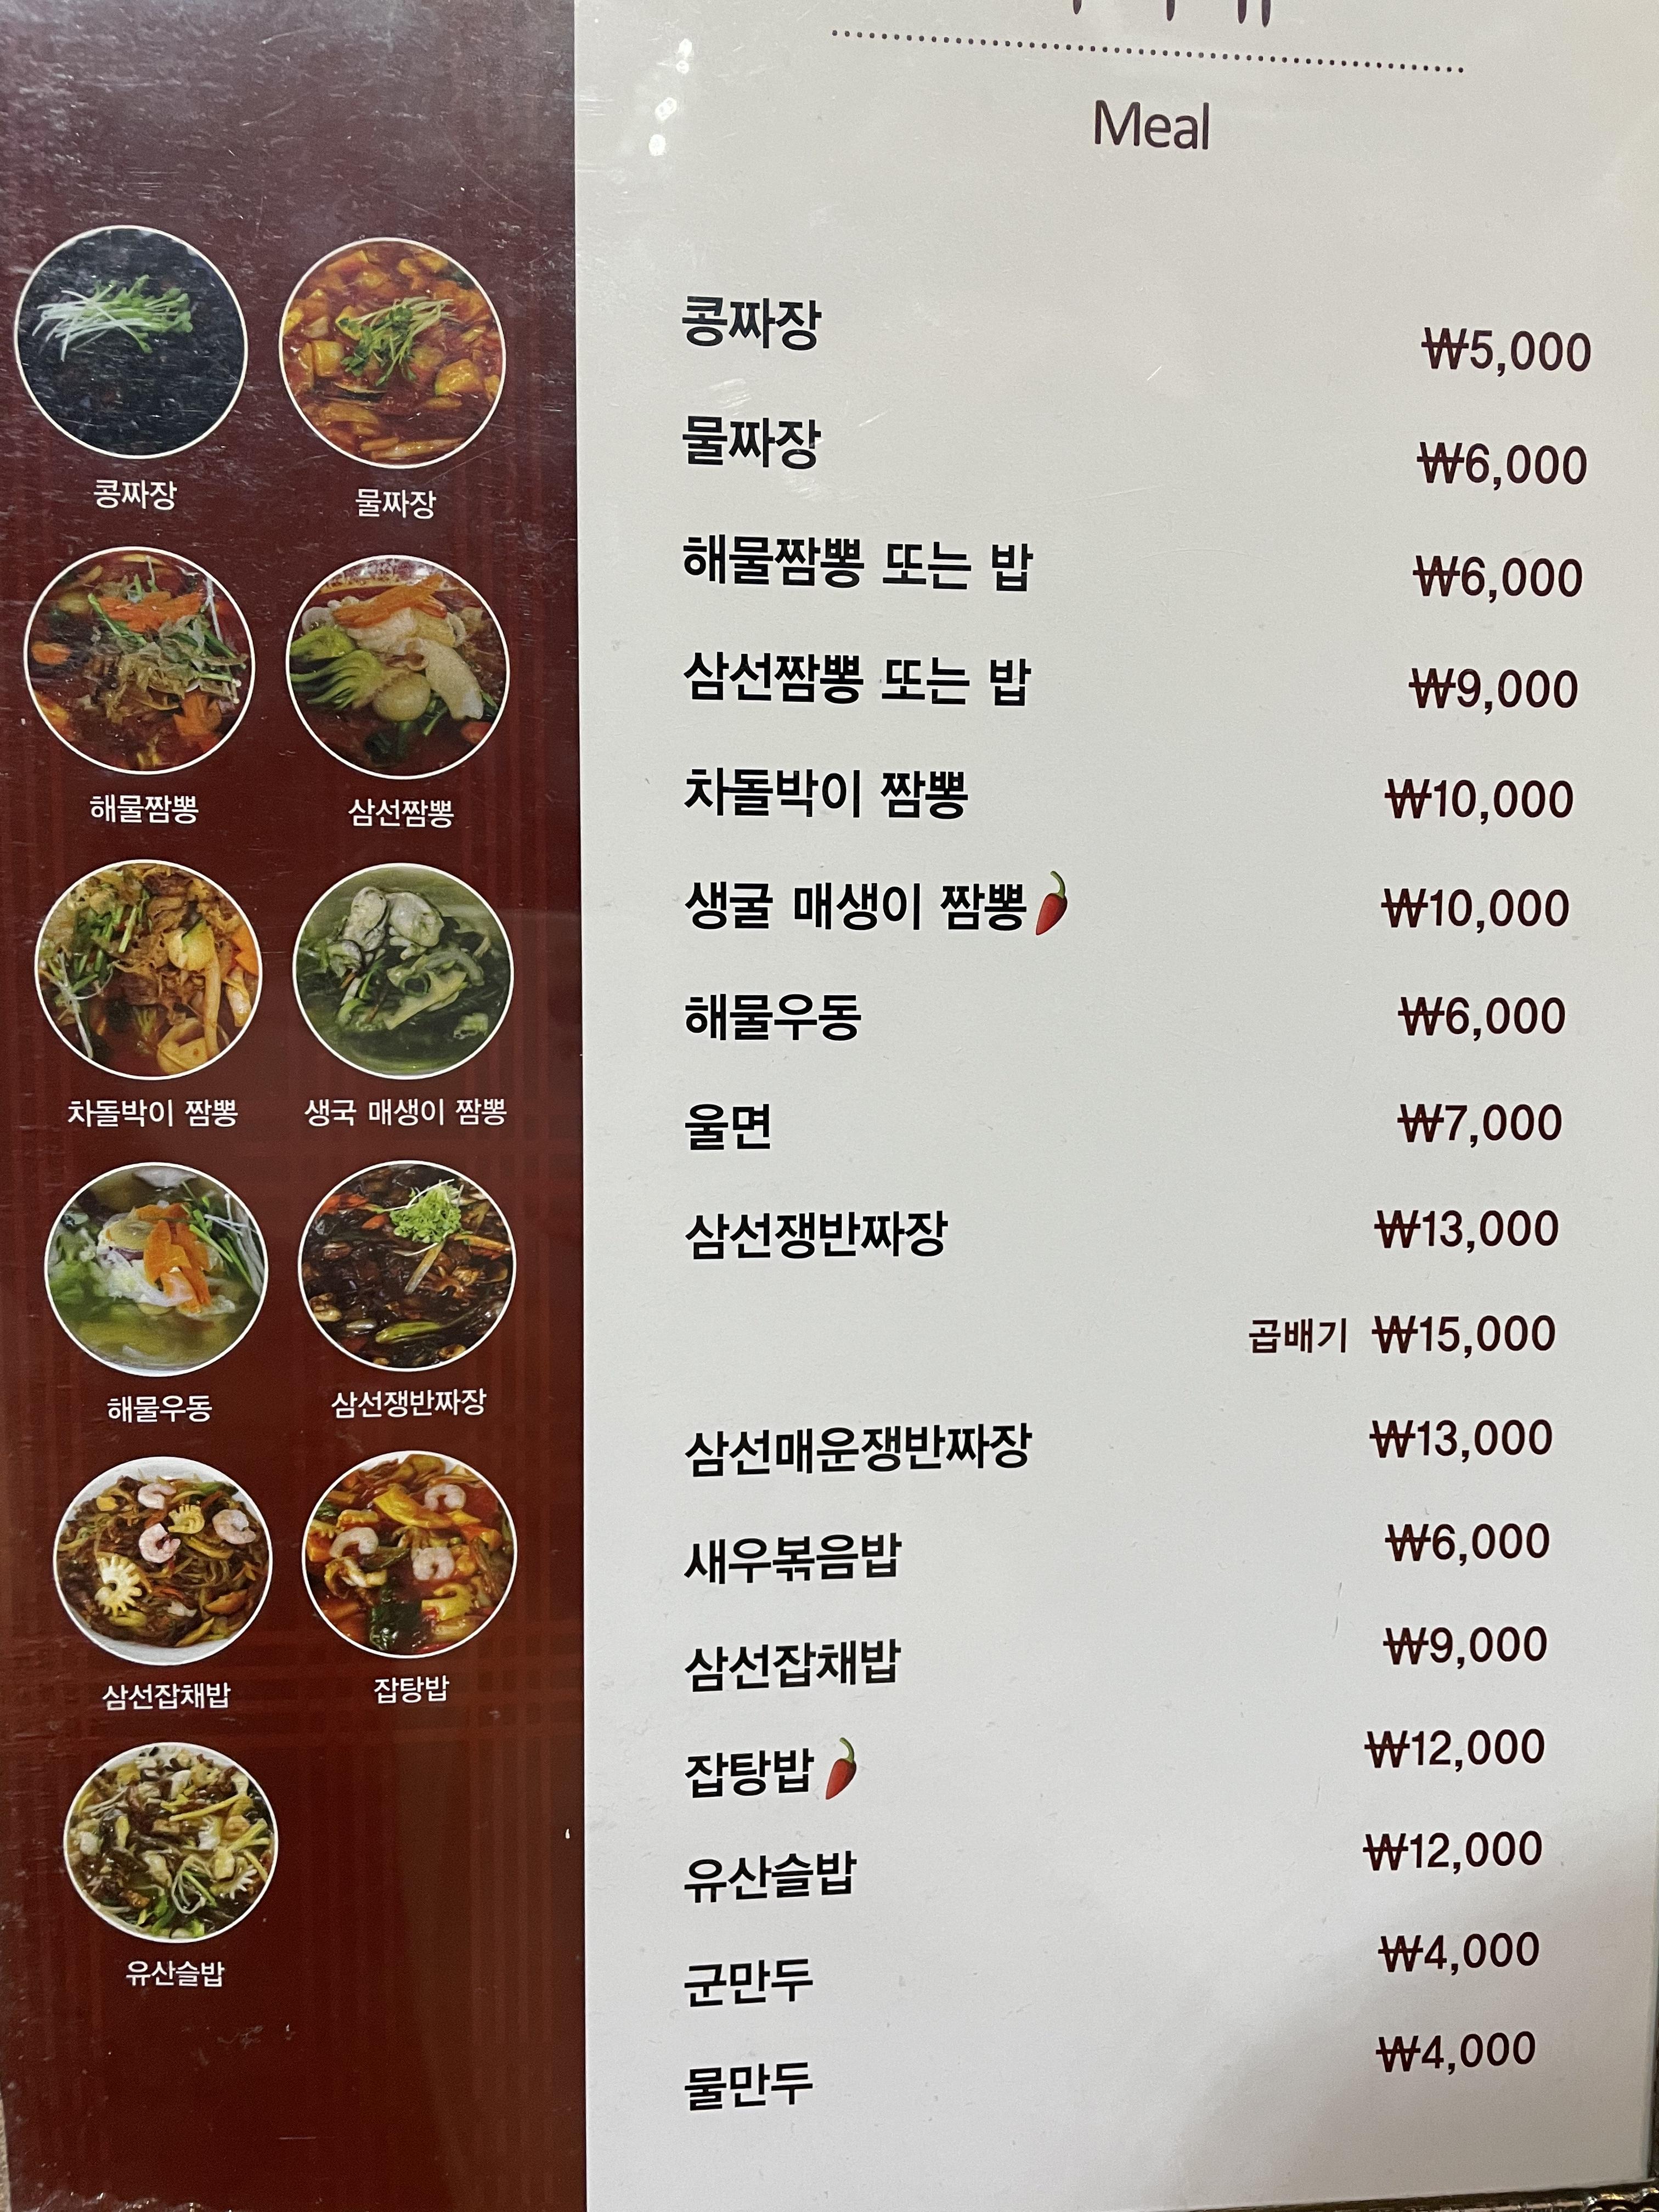 Meal
콩짜장 ₩5,000
물짜장 ₩6,000
해물짬뽕 또는 밥 ₩6,000
삼선짬뽕 또는 밥 ₩9,000
차돌박이 짬뽕 ₩10,000
생굴 매생이 짬뽕 ₩10,000
해물우동 ₩6,000
울면 ₩7,000
삼선쟁반짜장 ₩13,000
곱배기 ₩15,000
삼선매운쟁반짜장 ₩13,000
새우볶음밥 ₩6,000
삼선잡채밥 ₩9,000
잡탕밥 ₩12,000
유산슬밥 ₩12,000
군만두 ₩4,000
물만두 ₩4,000
콩짜장 물짜장
해물짬뽕 삼선짬뽕
차돌박이 짬뽕 생국 매생이 짬뽕
해물우동 삼선쟁반짜장
삼선잡채밥 잡탕밥
유산슬밥